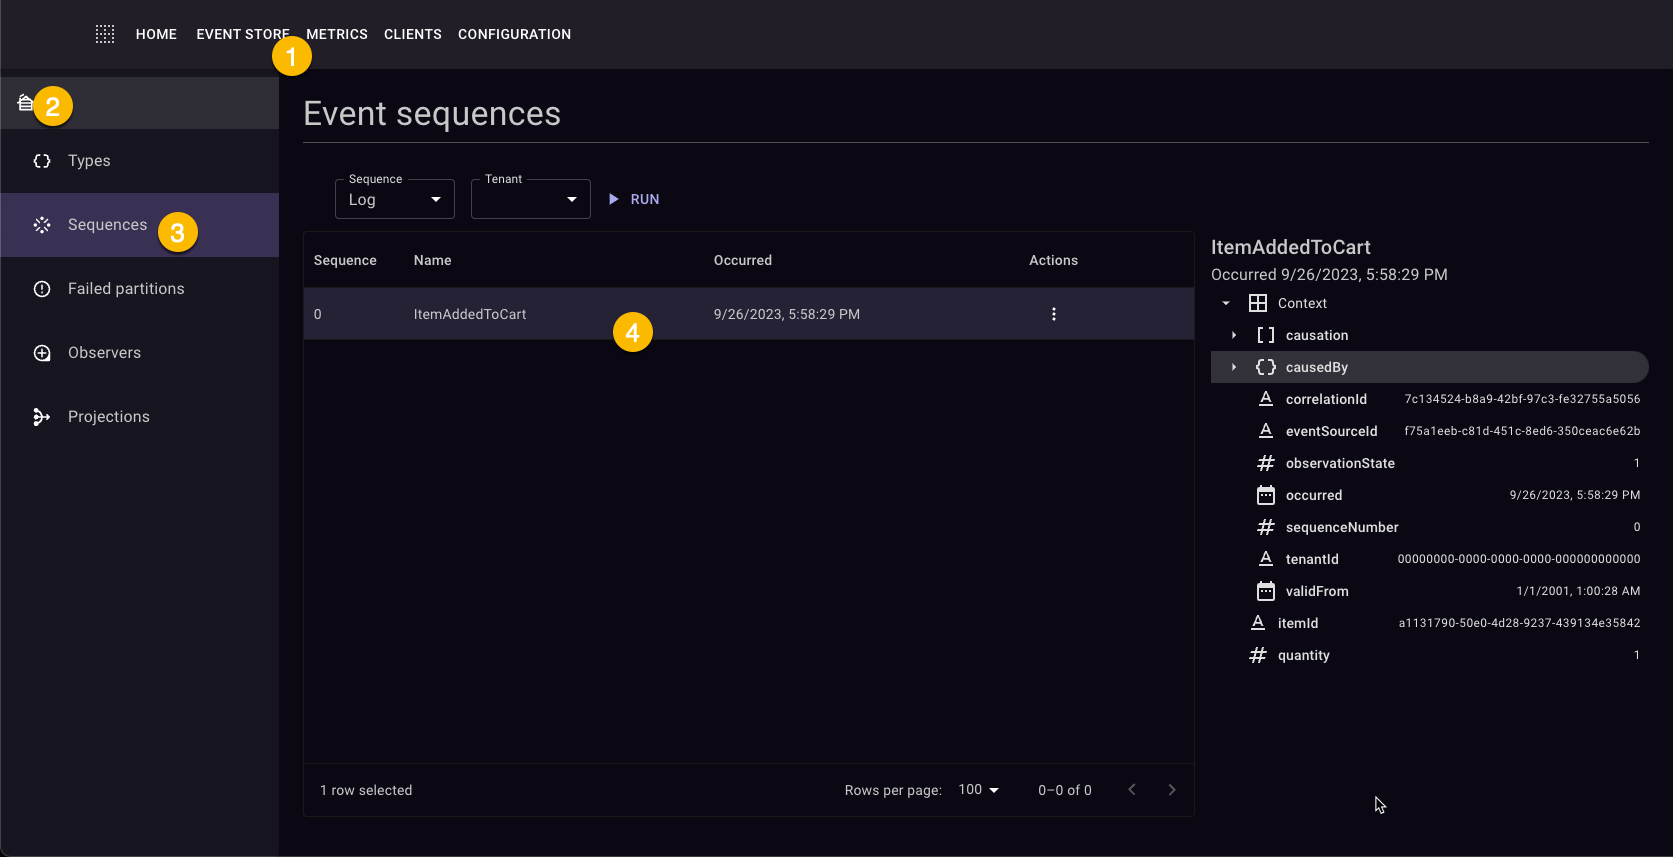 HOME EVENT STORE METRICS CLIENTS CONFIGURATION
1
2
Types
Sequences
3
Failed partitions
Observers
Projections
Event sequences
Sequence
Log
Tenant
RUN
Sequence Name Occurred Actions
0 ItemAddedToCart 9/26/2023, 5:58:29 PM
4
1 row selected
Rows per page: 100 0–0 of 0
ItemAddedToCart
Occurred 9/26/2023, 5:58:29 PM
Context
causation
causedBy
correlationId 7c134524-b8a9-42bf-97c3-fe32755a5056
eventSourceId f75a1eeb-c81d-451c-8ed6-350ceac6e62b
observationState 1
occurred 9/26/2023, 5:58:29 PM
sequenceNumber 0
tenantId 00000000-0000-0000-0000-000000000000
validFrom 1/1/2001, 1:00:28 AM
itemId a1131790-50e0-4d28-9237-439134e35842
quantity 1